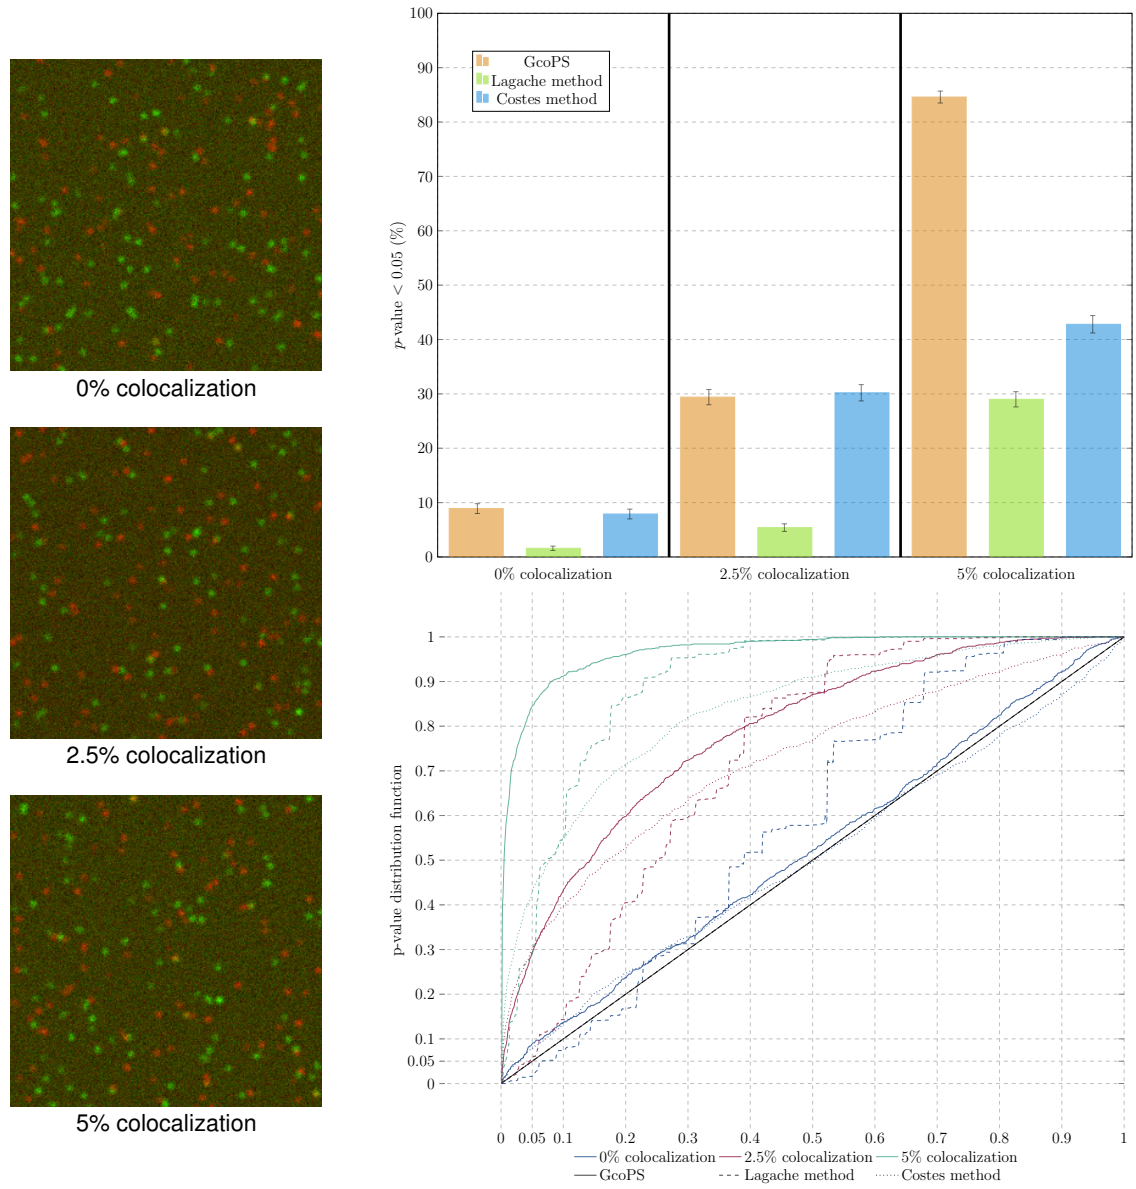 0% colocalization
2.5% colocalization
5% colocalization
100
90
80
70
60
50
40
30
20
10
0
p-value < 0.05 (%)
GcoPS
Lagache method
Costes method
0% colocalization
2.5% colocalization
5% colocalization
1
0.9
0.8
0.7
0.6
0.5
0.4
0.3
0.2
0.1
0.05
0
p-value distribution function
0 0.05 0.1 0.2 0.3 0.4 0.5 0.6 0.7 0.8 0.9 1
0% colocalization 2.5% colocalization 5% colocalization
GcoPS Lagache method Costes method